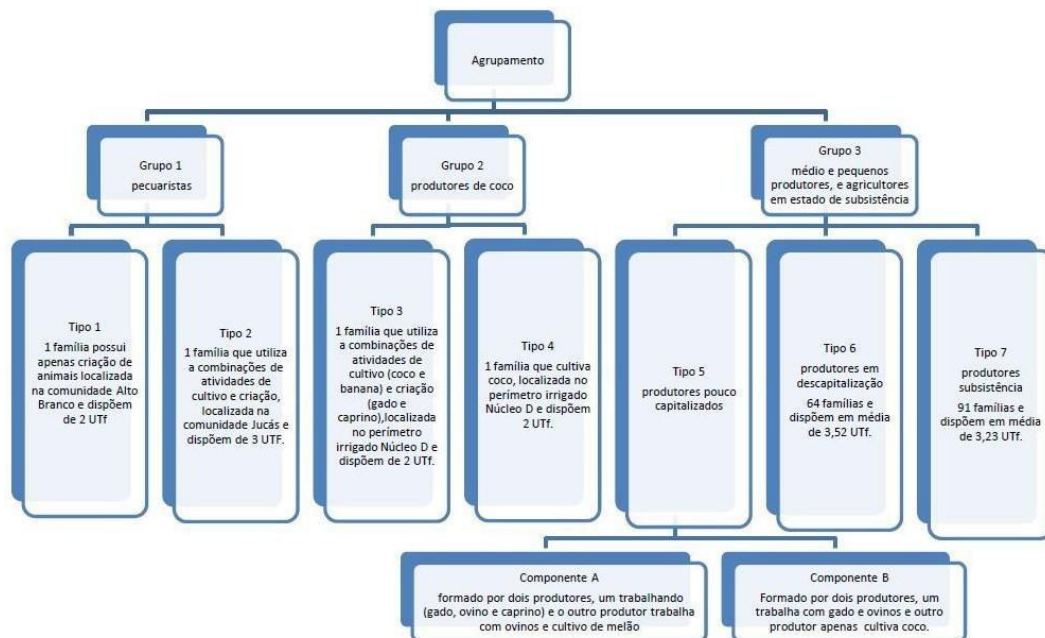 Agrupamento
Grupo 1
pecuaristas
Grupo 2
produtores de coco
Grupo 3
médio e pequenos
produtores, e agricultores
em estado de subsistência
Tipo 1
1 família possui
apenas criação de
animais localizada
na comunidade Alto
Branco e dispõem
de 2 UTf
Tipo 2
1 família que utiliza
a combinações de
atividades de
cultivo e criação,
localizada na
comunidade Jucás e
dispõem de 3 UTF.
Tipo 3
1 família que utiliza
a combinações de
atividades de
cultivo (coco e
banana) e criação
(gado e
caprino),localizada
no perímetro
irrigado Núcleo D e
dispõem de 2 UTf.
Tipo 4
1 família que cultiva
coco, localizada no
perímetro irrigado
Núcleo D e dispõem
2 UTf.
Tipo 5
produtores pouco
capitalizados
Tipo 6
produtores em
descapitalização
64 famílias e
dispõem em média
de 3,52 UTf.
Tipo 7
produtores
subsistência
91 famílias e
dispõem em média
de 3,23 UTf.
Componente A
formado por dois produtores, um trabalhando
(gado, ovino e caprino) e o outro produtor trabalha
com ovinos e cultivo de melão
Componente B
Formado por dois produtores, um
trabalha com gado e ovinos e outro
produtor apenas cultiva coco.